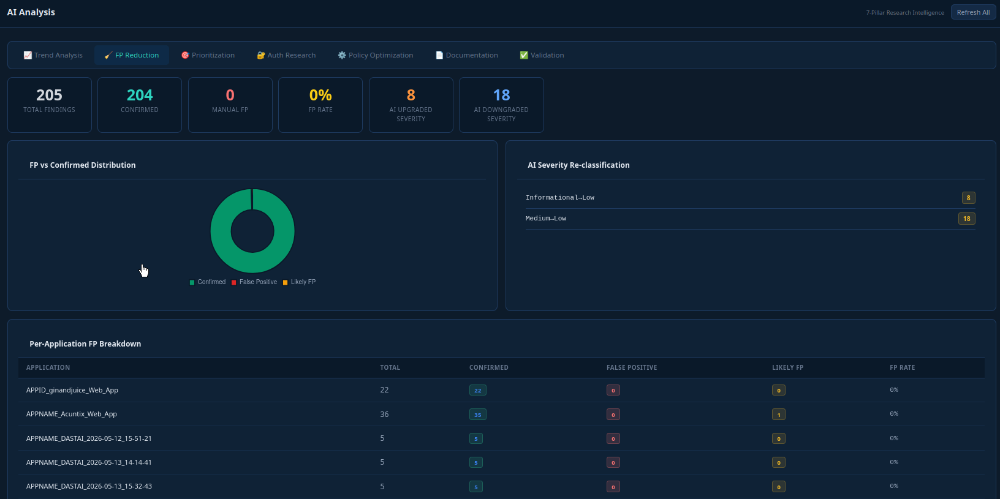 AI Analysis
7-Pillar Research Intelligence
Refresh All
📈 Trend Analysis
🧹 FP Reduction
🎯 Prioritization
🔐 Auth Research
⚙️ Policy Optimization
📄 Documentation
✅ Validation
205
TOTAL FINDINGS
204
CONFIRMED
0
MANUAL FP
0%
FP RATE
8
AI UPGRADED
SEVERITY
18
AI DOWNGRADED
SEVERITY
FP vs Confirmed Distribution
Confirmed False Positive Likely FP
AI Severity Re-classification
Informational→Low 8
Medium→Low 18
Per-Application FP Breakdown
APPLICATION TOTAL CONFIRMED FALSE POSITIVE LIKELY FP FP RATE
APPID_ginandjuice_Web_App 22 22 0 0 0%
APPNAME_Acuntix_Web_App 36 35 0 1 0%
APPNAME_DASTAI_2026-05-12_15-51-21 5 5 0 0 0%
APPNAME_DASTAI_2026-05-13_14-14-41 5 5 0 0 0%
APPNAME_DASTAI_2026-05-13_15-32-43 5 5 0 0 0%